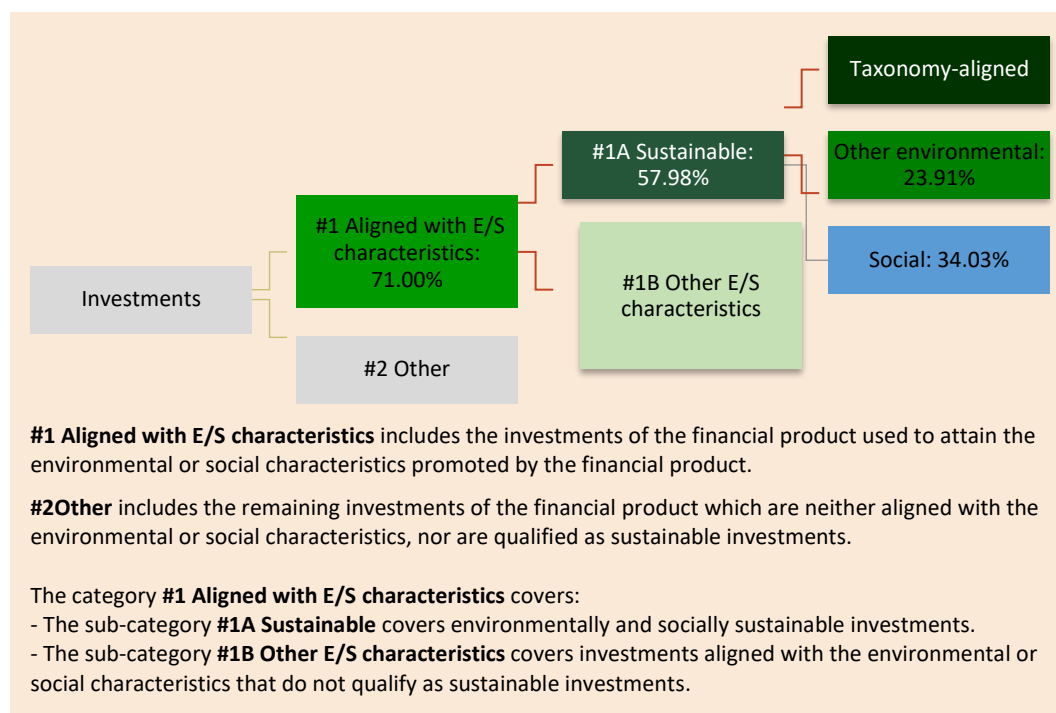 Taxonomy-aligned
#1A Sustainable:
57.98%
Other environmental:
23.91%
#1 Aligned with E/S
characteristics:
71.00%
Social: 34.03%
#1B Other E/S
characteristics
Investments
#2 Other
#1 Aligned with E/S characteristics includes the investments of the financial product used to attain the
environmental or social characteristics promoted by the financial product.
#2Other includes the remaining investments of the financial product which are neither aligned with the
environmental or social characteristics, nor are qualified as sustainable investments.
The category #1 Aligned with E/S characteristics covers:
- The sub-category #1A Sustainable covers environmentally and socially sustainable investments.
- The sub-category #1B Other E/S characteristics covers investments aligned with the environmental or
social characteristics that do not qualify as sustainable investments.